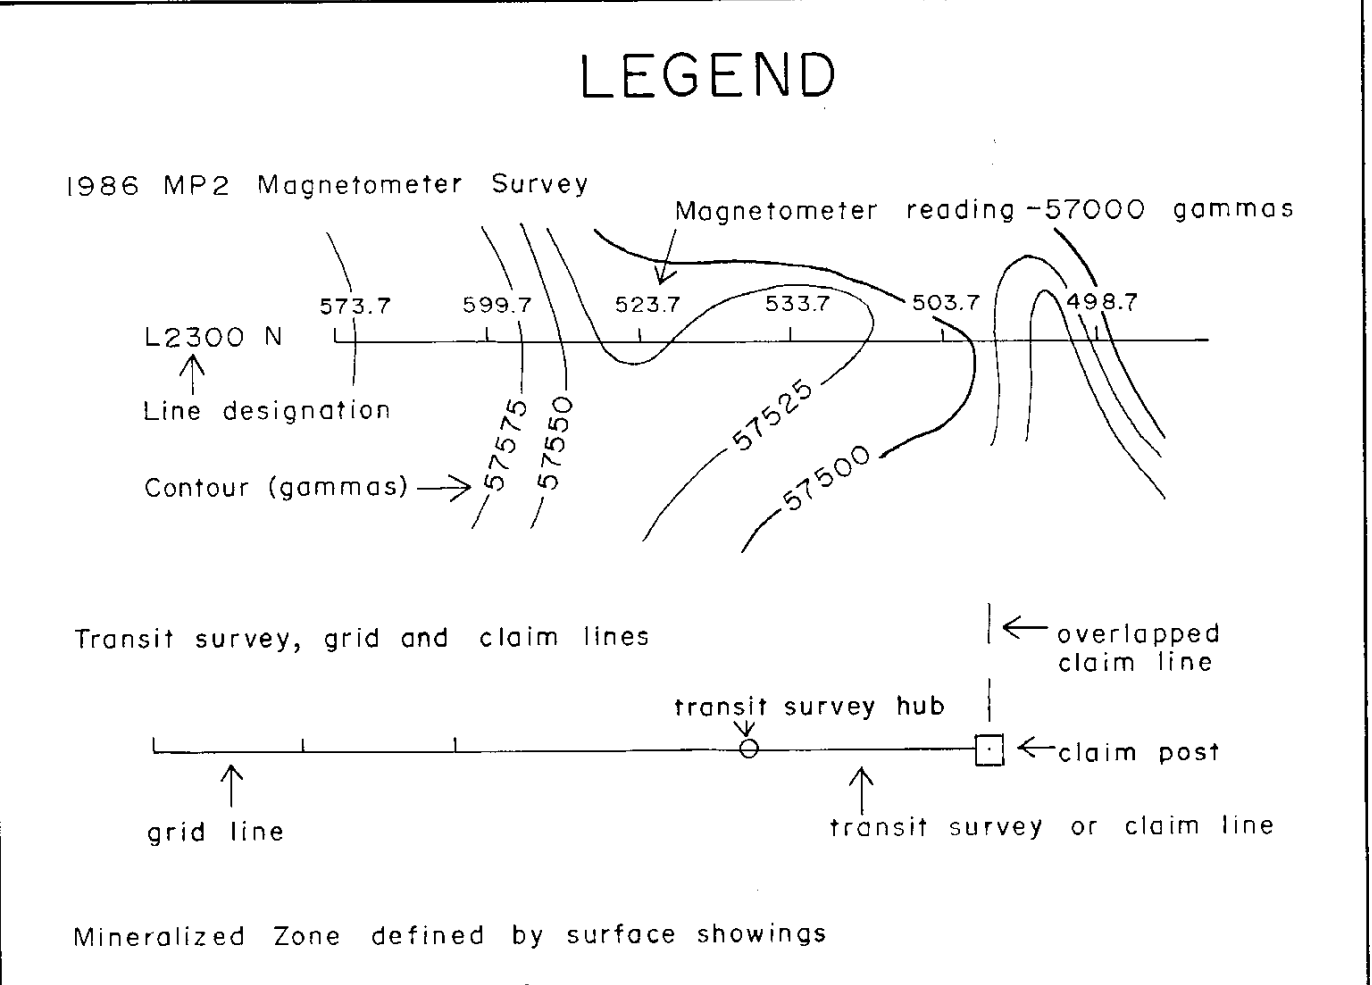 LEGEND
1986 MP2 Magnetometer Survey
Magnetometer reading -57000 gammas
573.7 599.7 523.7 533.7 503.7 498.7
L2300 N
Line designation
57575
57550
57525
57500
Contour (gammas)
Transit survey, grid and claim lines
overlapped
claim line
transit survey hub
claim post
grid line
transit survey or claim line
Mineralized Zone defined by surface showings